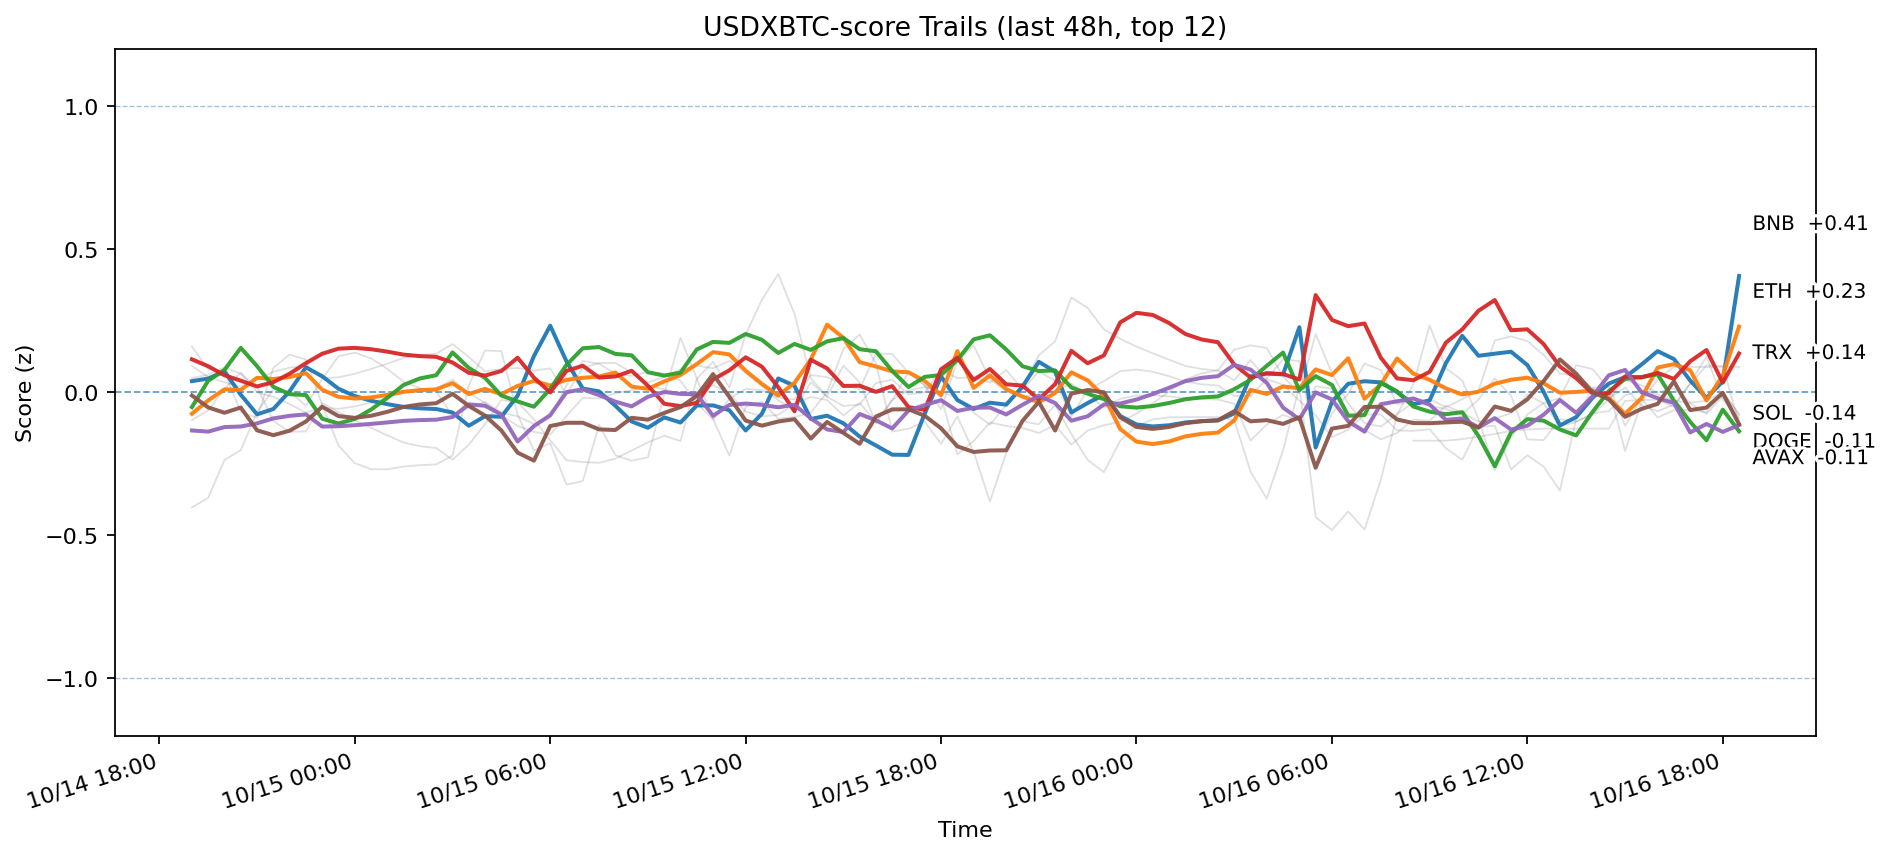 USDXBTC-score Trails (last 48h, top 12)
Score (z)
1.0
0.5
0.0
−0.5
−1.0
BNB +0.41
ETH +0.23
TRX +0.14
SOL -0.14
DOGE -0.11
AVAX -0.11
10/14 18:00
10/15 00:00
10/15 06:00
10/15 12:00
10/15 18:00
10/16 00:00
10/16 06:00
10/16 12:00
10/16 18:00
Time